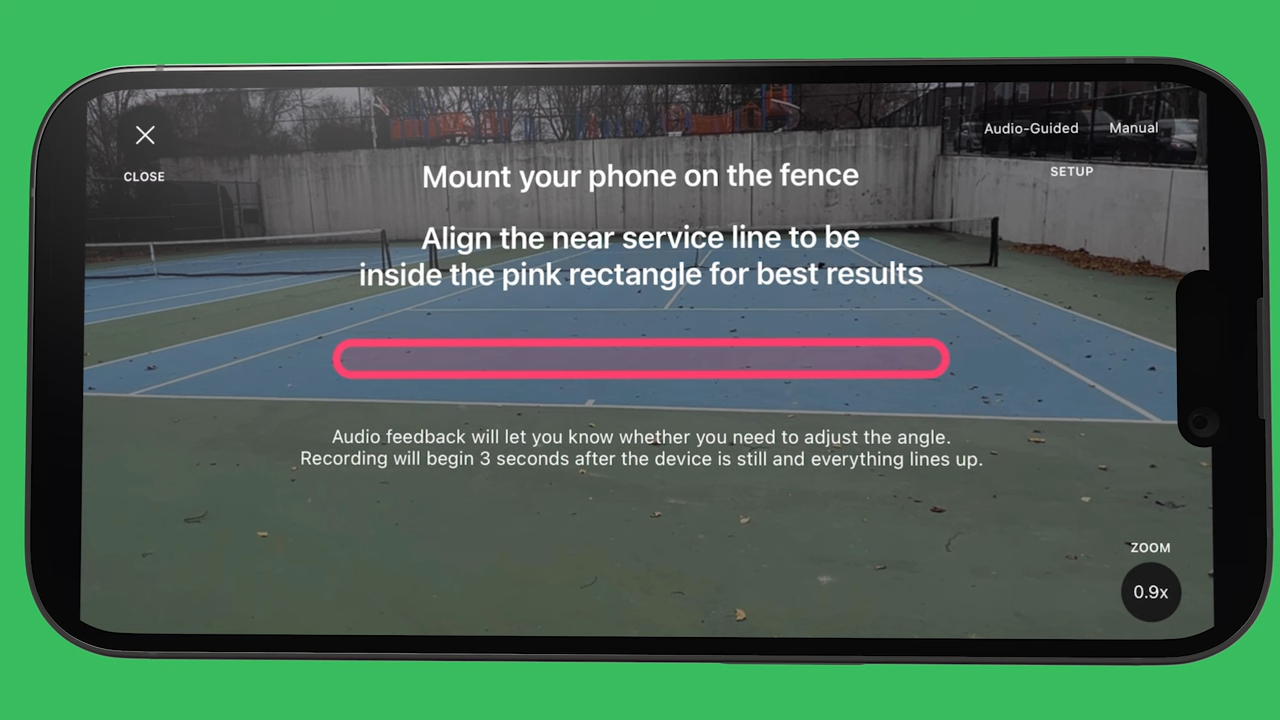 CLOSE
Audio-Guided Manual
SETUP
Mount your phone on the fence
Align the near service line to be
inside the pink rectangle for best results
Audio feedback will let you know whether you need to adjust the angle.
Recording will begin 3 seconds after the device is still and everything lines up.
ZOOM
0.9x